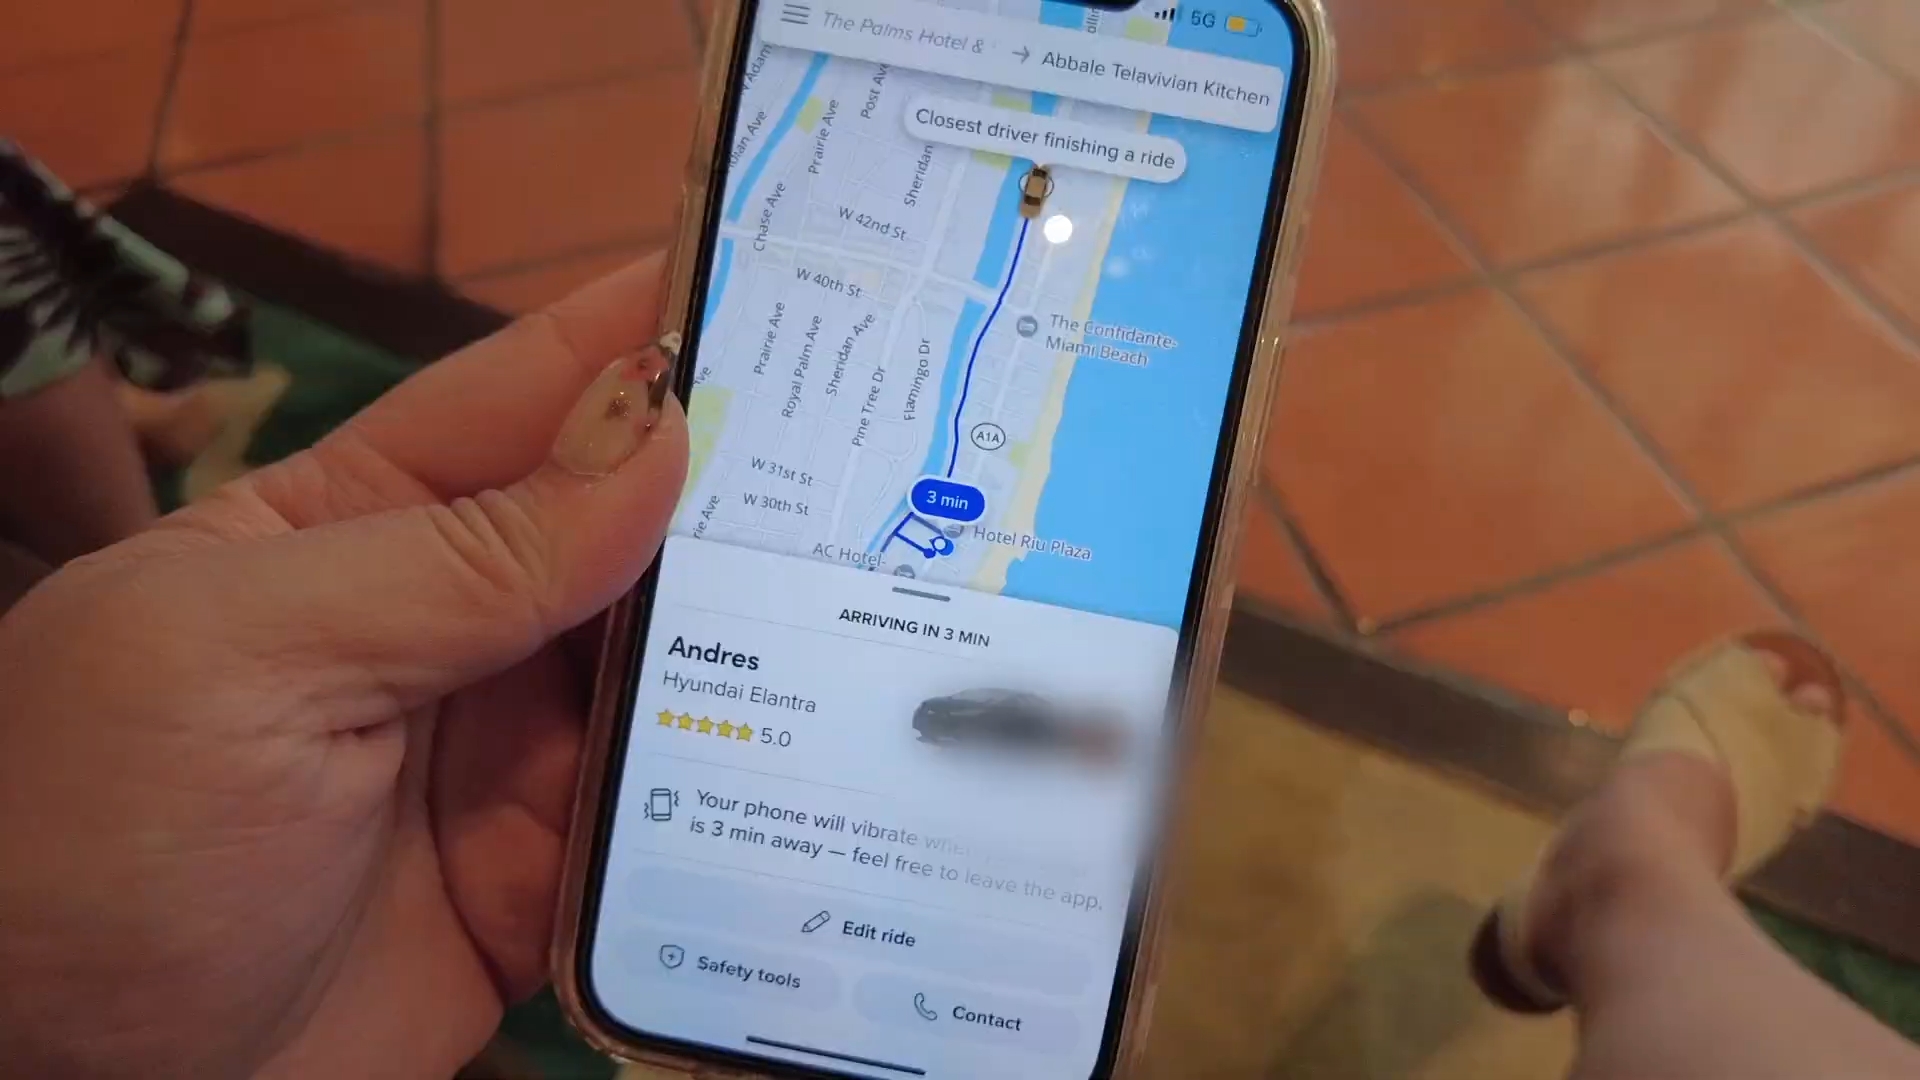 5G
The Palms Hotel & → Abbale Telavivian Kitchen
Closest driver finishing a ride
Post Ave
Prairie Ave
Chase Ave
Sheridan
W 42nd St
W 40th St
The Confidante-
Miami Beach
Prairie Ave
Royal Palm Ave
Sheridan Ave
Pine Tree Dr
Flamingo Dr
A1A
W 31st St
W 30th St
3 min
Hotel Riu Plaza
AC Hotel-
ARRIVING IN 3 MIN
Andres
Hyundai Elantra
5.0
Your phone will vibrate
is 3 min away — feel free to leave the app.
Edit ride
Safety tools
Contact